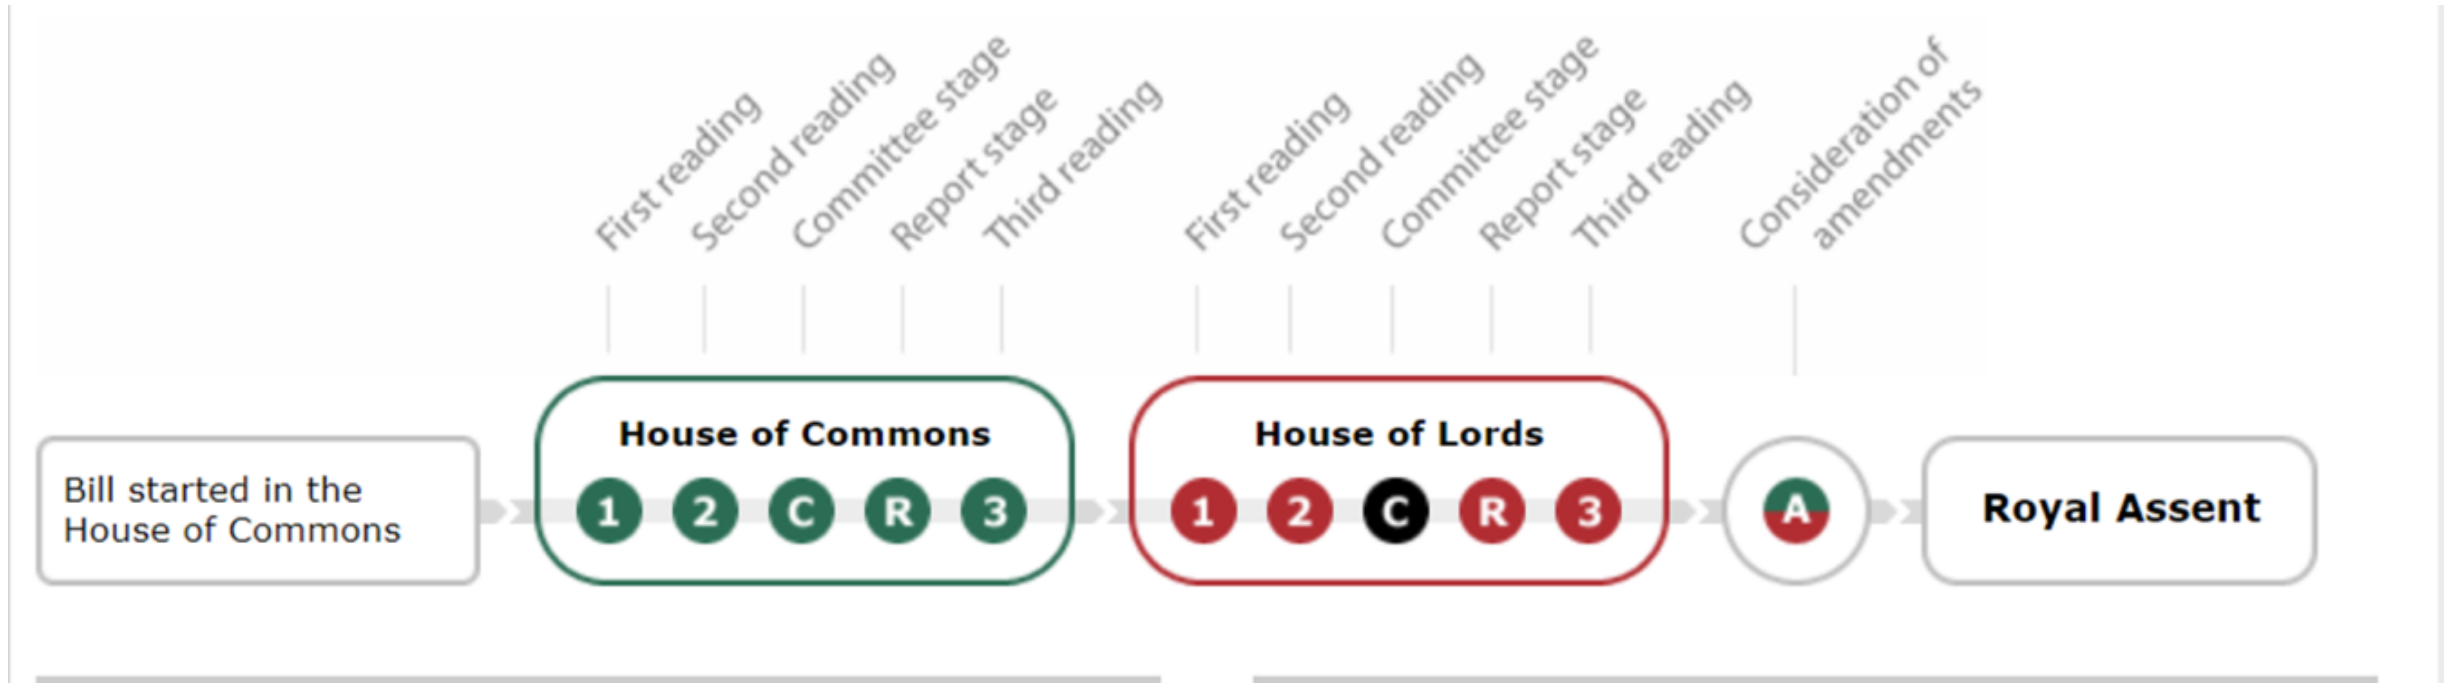 First reading
Second reading
Committee stage
Report stage
Third reading
First reading
Second reading
Committee stage
Report stage
Third reading
Consideration of
amendments
Bill started in the
House of Commons
House of Commons
1 2 C R 3
House of Lords
1 2 C R 3
A
Royal Assent